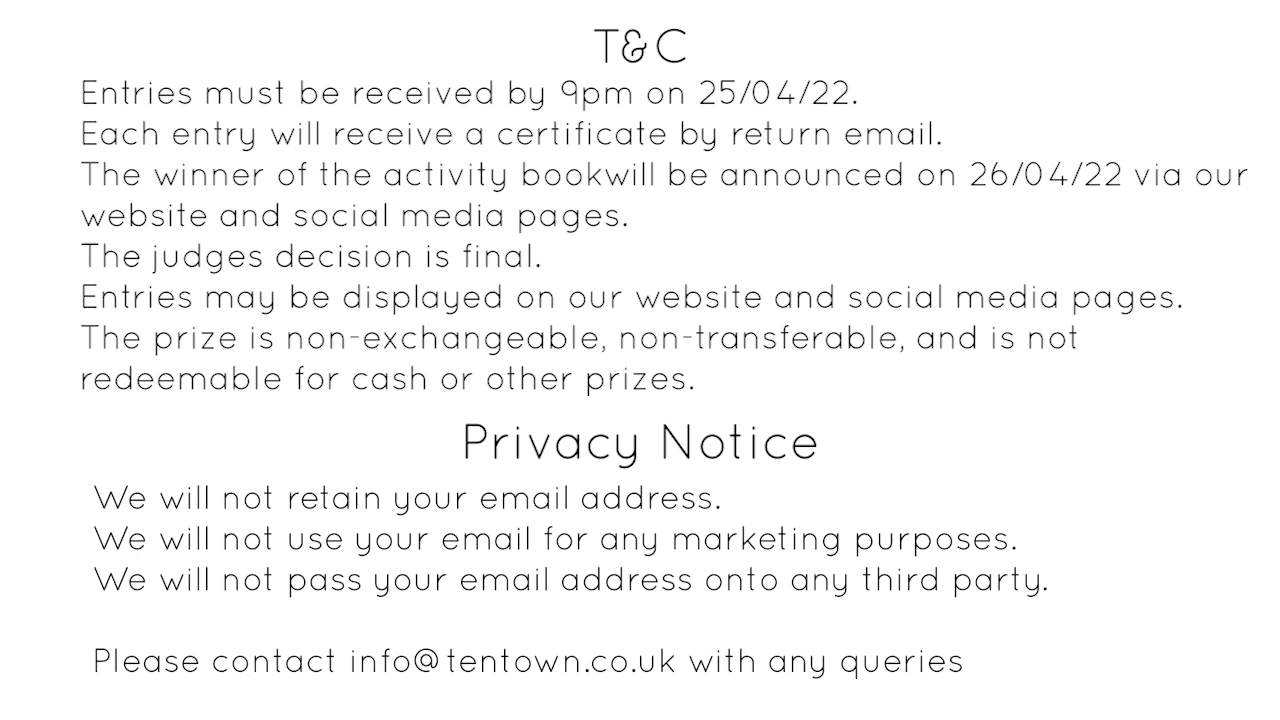 T&C
Entries must be received by 9pm on 25/04/22.
Each entry will receive a certificate by return email.
The winner of the activity bookwill be announced on 26/04/22 via our
website and social media pages.
The judges decision is final.
Entries may be displayed on our website and social media pages.
The prize is non-exchangeable, non-transferable, and is not
redeemable for cash or other prizes.
Privacy Notice
We will not retain your email address.
We will not use your email for any marketing purposes.
We will not pass your email address onto any third party.
Please contact info@tentown.co.uk with any queries